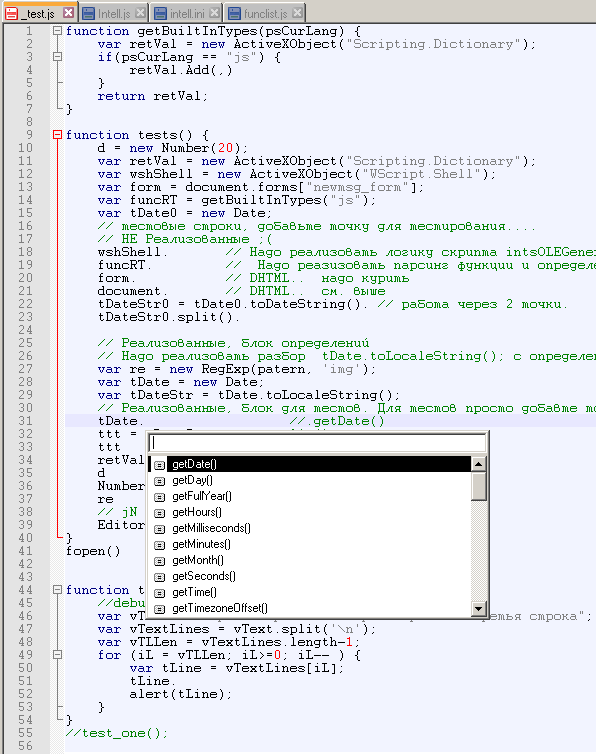 _test.js Intell.js intell.ini funclist.js
1 function getBuiltInTypes(psCurLang) {
2 var retVal = new ActiveXObject("Scripting.Dictionary");
3 if(psCurLang == "js") {
4 retVal.Add(,)
5 }
6 return retVal;
7 }
8
9 function tests() {
10 d = new Number(20);
11 var retVal = new ActiveXObject("Scripting.Dictionary");
12 var wshShell = new ActiveXObject("WScript.Shell");
13 var form = document.forms["newmsg_form"];
14 var funcRT = getBuiltInTypes("js");
15 var tDate0 = new Date;
16 // тестовые строки, добавьте точку для тестирования....
17 // НЕ Реализованные ;(
18 wshShell. // Надо реализовать логику скрипта intsOLEGene
19 funcRT. // Надо реазизовать парсинг функции и определе
20 form. // DHTML.. надо курить
21 document. // DHTML.. см. выше
22 tDateStr0 = tDate0.toDateString(). // работа через 2 точки.
23 tDateStr0.split().
24
25 // Реализованные, блок определений
26 // Надо реализовать разбор tDate.toLocaleString(); с определен
27 var re = new RegExp(patern, 'img');
28 var tDate = new Date;
29 var tDateStr = tDate.toLocaleString();
30 // Реализованные, блок для тестов. Для тестов просто добавте то
31 tDate. //.getDate()
32 ttt =
33 ttt
34 retVal
35 d
36 Number
37 re
38 // jN
39 Editor
40 }
41 fopen()
42
43
44 function t
45 //debu
46 var vT ретья строка";
47 var vTextLines = vText.split('\n');
48 var vTLLen = vTextLines.length-1;
49 for (iL = vTLLen; iL>=0; iL-- ) {
50 var tLine = vTextLines[iL];
51 tLine.
52 alert(tLine);
53 }
54 }
55 //test_one();
56
getDate()
getDay()
getFullYear()
getHours()
getMilliseconds()
getMinutes()
getMonth()
getSeconds()
getTime()
getTimezoneOffset()